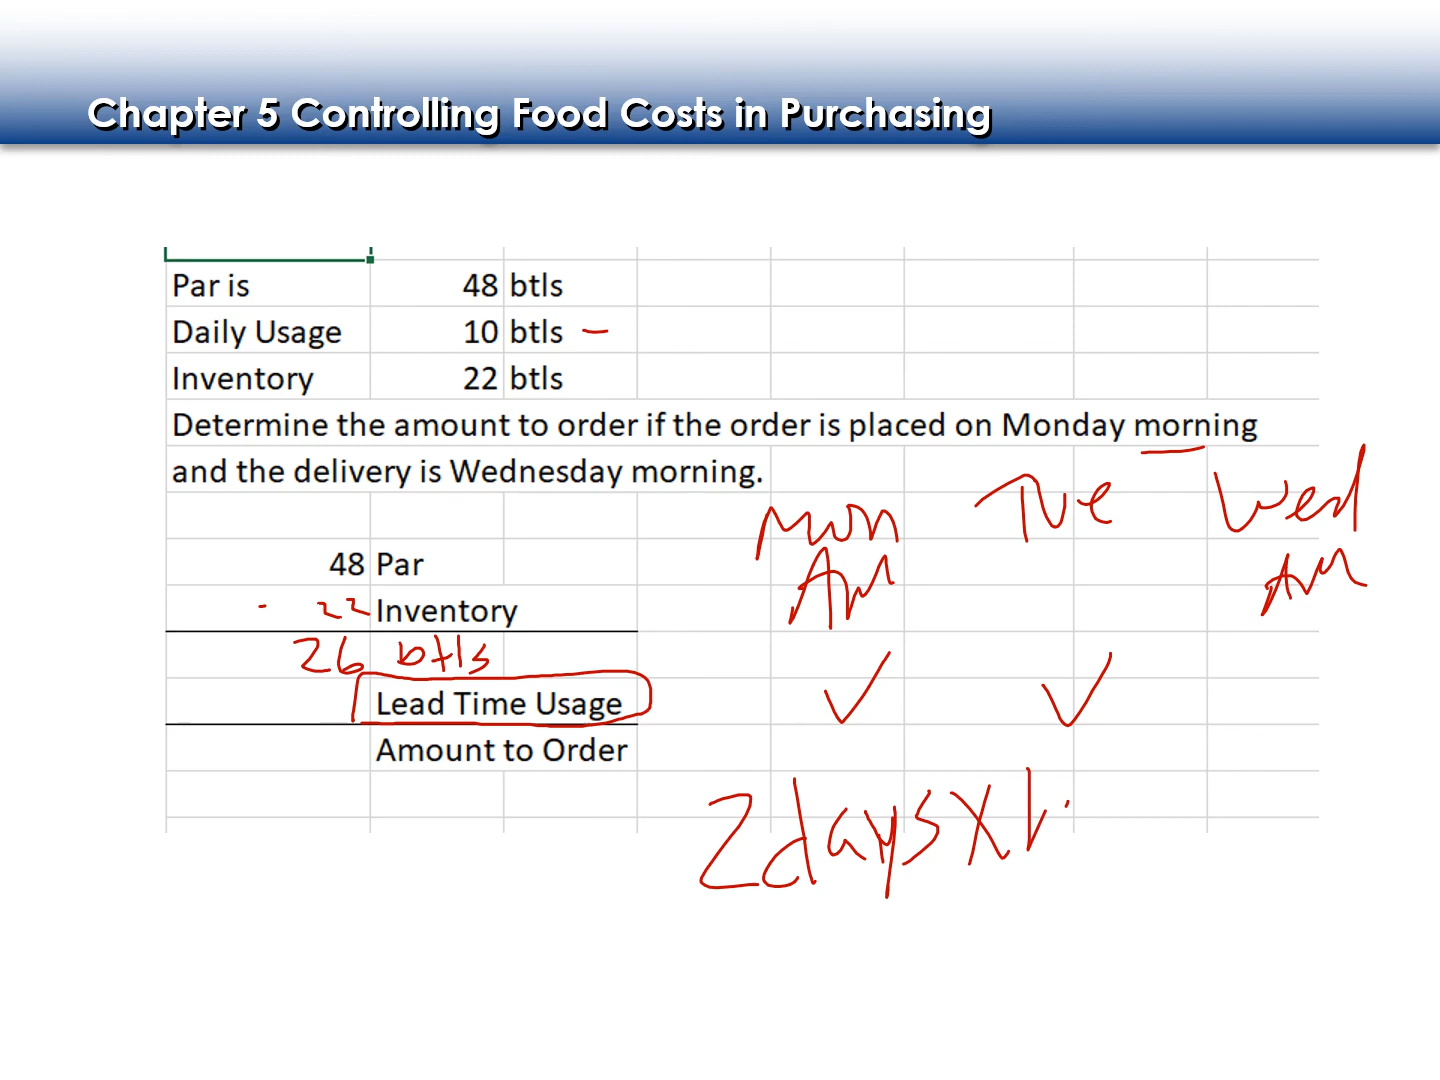 Chapter 5 Controlling Food Costs in Purchasing
Par is 48 btls
Daily Usage 10 btls –
Inventory 22 btls
Determine the amount to order if the order is placed on Monday morning
and the delivery is Wednesday morning.
Mon Tue Wed
AM AM
48 Par
- 22 Inventory
26 btls
Lead Time Usage
Amount to Order
2 days x